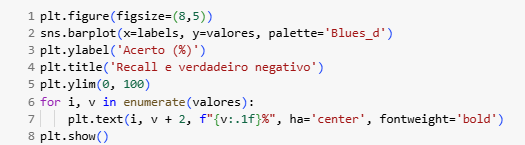 1 plt.figure(figsize=(8,5))
2 sns.barplot(x=labels, y=valores, palette='Blues_d')
3 plt.ylabel('Acerto (%)')
4 plt.title('Recall e verdadeiro negativo')
5 plt.ylim(0, 100)
6 for i, v in enumerate(valores):
7     plt.text(i, v + 2, f"{v:.1f}%", ha='center', fontweight='bold')
8 plt.show()